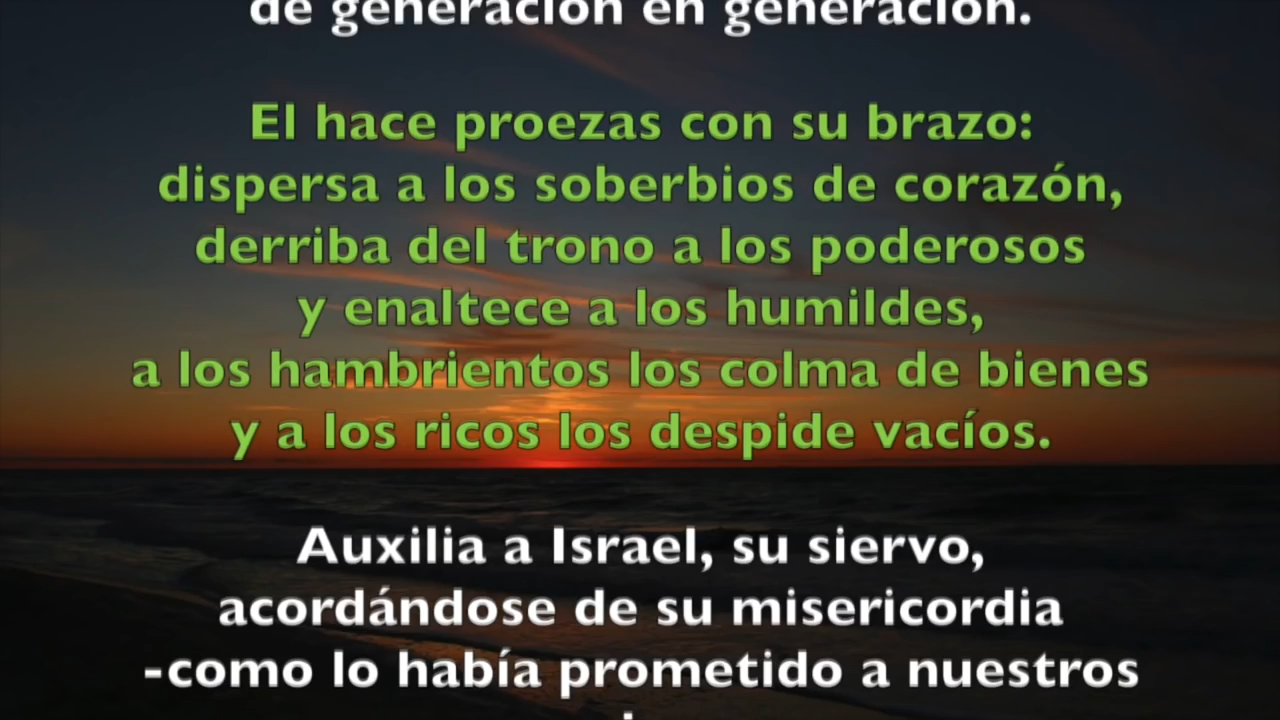 de generación en generación.
El hace proezas con su brazo:
dispersa a los soberbios de corazón,
derriba del trono a los poderosos
y enaltece a los humildes,
a los hambrientos los colma de bienes
y a los ricos los despide vacíos.
Auxilia a Israel, su siervo,
acordándose de su misericordia
-como lo había prometido a nuestros